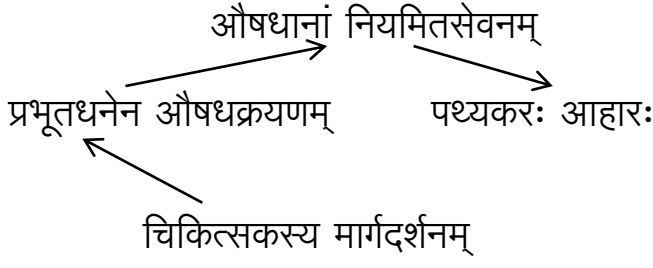 औषधानां नियमितसेवनम्
प्रभूतधनेन औषधक्रयणम् पथ्यकरः आहारः
चिकित्सकस्य मार्गदर्शनम्